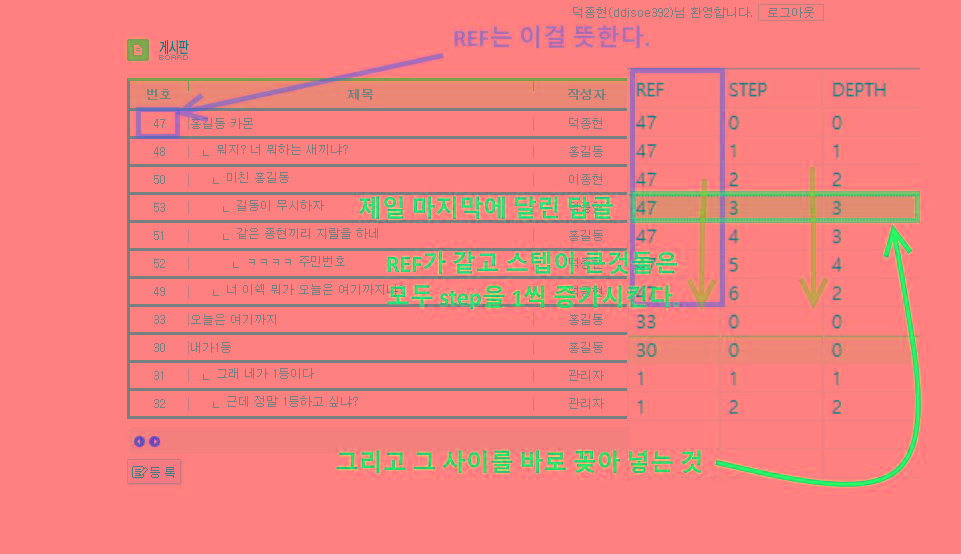 덕종현(ddisoe392)님 환영합니다. 로그아웃
REF는 이걸 뜻한다.
게시판
BOARD
번호 제목 작성자 REF STEP DEPTH
47 홍길동 카몬 덕종현 47 0 0
48 ㄴ 뭐지? 너 뭐하는 새끼냐? 홍길동 47 1 1
50 ㄴ 미친 홍길동 이종현 47 2 2
53 ㄴ 길동이 무시하자 47 3 3
제일 마지막에 달린 답글
51 ㄴ 같은 종현끼리 지랄들 하네 홍길동 47 4 3
52 ㄴ ㅋㅋㅋㅋ 주민번호 5 4
REF가 같고 스텝이 큰것들은
49 ㄴ 너 이쉑 뭐가 오늘은 여기까지냐 6 2
모두 step을 1씩 증가시킨다.
33 오늘은 여기까지 홍길동 33 0 0
30 내가1등 홍길동 30 0 0
31 ㄴ 그래 네가 1등이다 관리자 1 1 1
32 ㄴ 근데 정말 1등하고 싶냐? 관리자 1 2 2
그리고 그 사이를 바로 꽂아 넣는 것
등 록